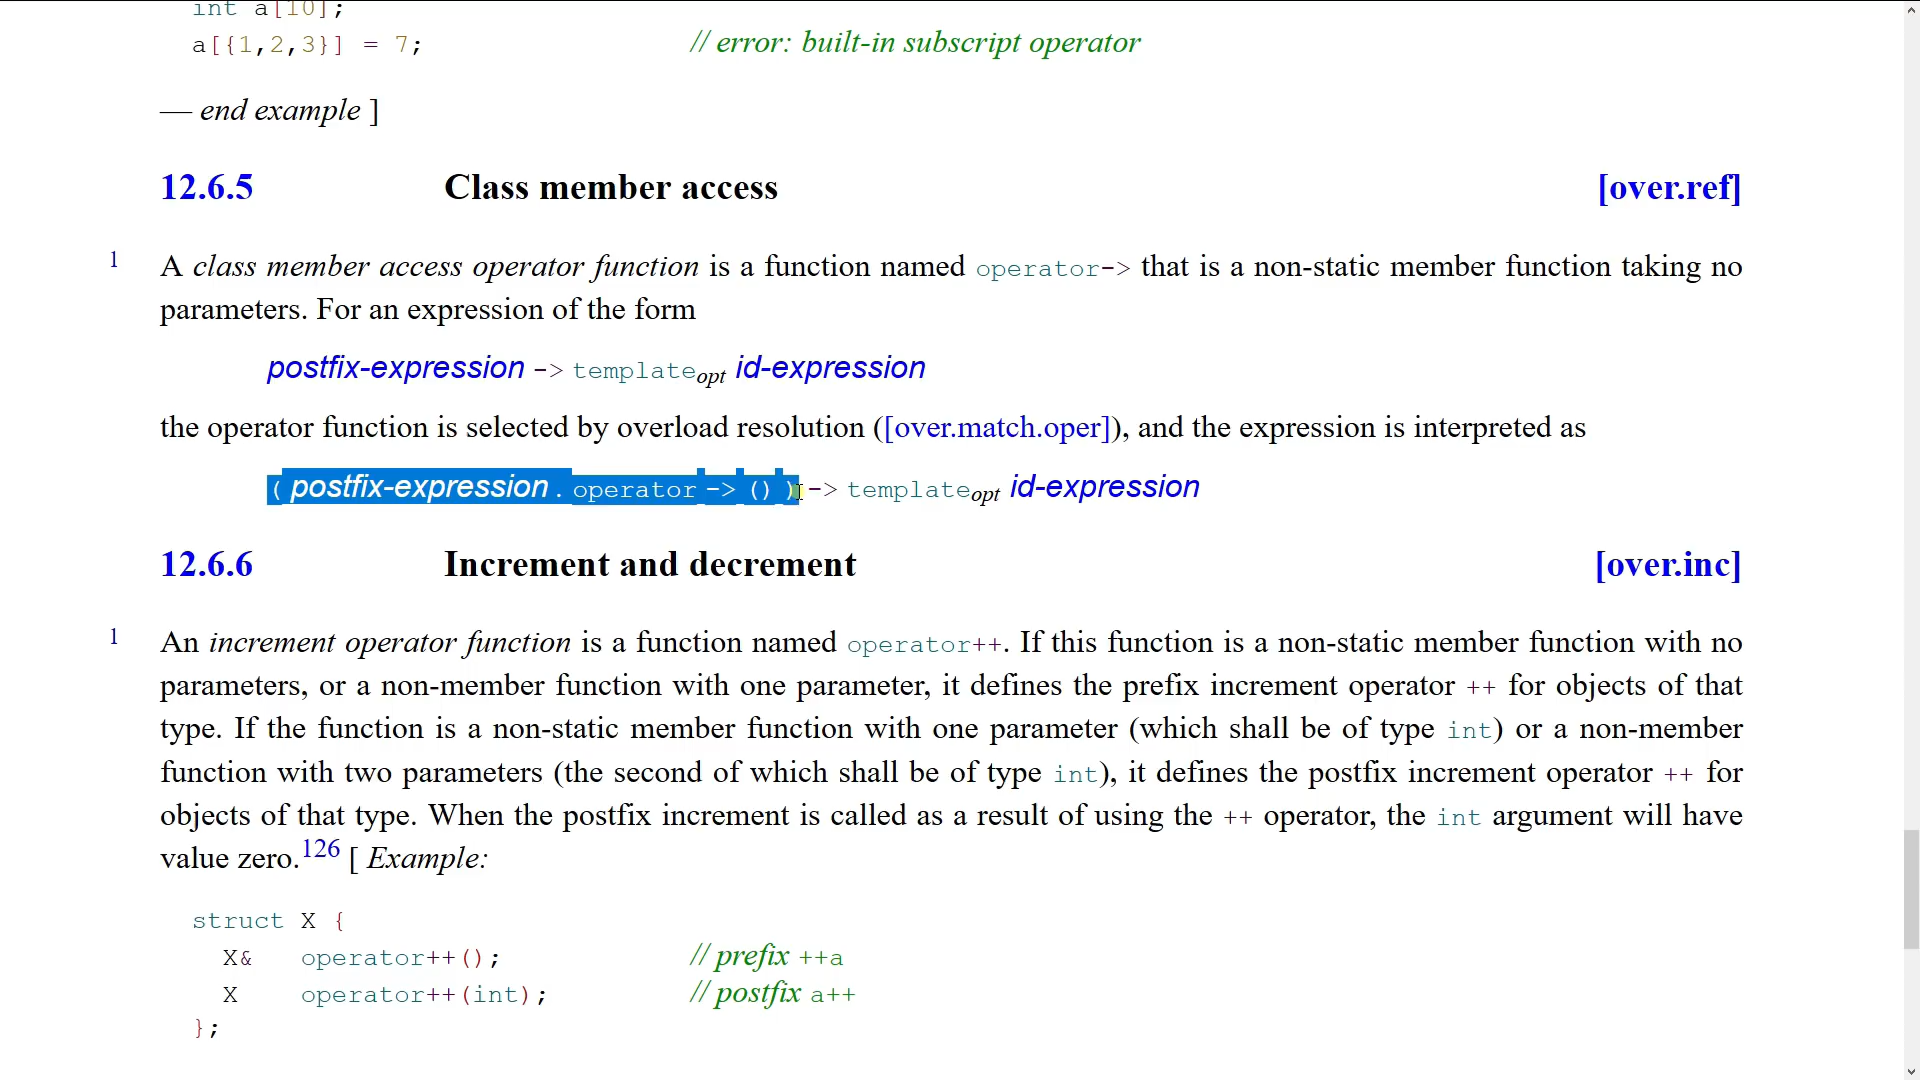 int a[10];
a[{1,2,3}] = 7; // error: built-in subscript operator
— end example ]
12.6.5 Class member access [over.ref]
1 A class member access operator function is a function named operator-> that is a non-static member function taking no
parameters. For an expression of the form
postfix-expression -> templateopt id-expression
the operator function is selected by overload resolution ([over.match.oper]), and the expression is interpreted as
( postfix-expression . operator -> () ) -> templateopt id-expression
12.6.6 Increment and decrement [over.inc]
1 An increment operator function is a function named operator++. If this function is a non-static member function with no
parameters, or a non-member function with one parameter, it defines the prefix increment operator ++ for objects of that
type. If the function is a non-static member function with one parameter (which shall be of type int) or a non-member
function with two parameters (the second of which shall be of type int), it defines the postfix increment operator ++ for
objects of that type. When the postfix increment is called as a result of using the ++ operator, the int argument will have
value zero.126 [ Example:
struct X {
X& operator++(); // prefix ++a
X operator++(int); // postfix a++
};